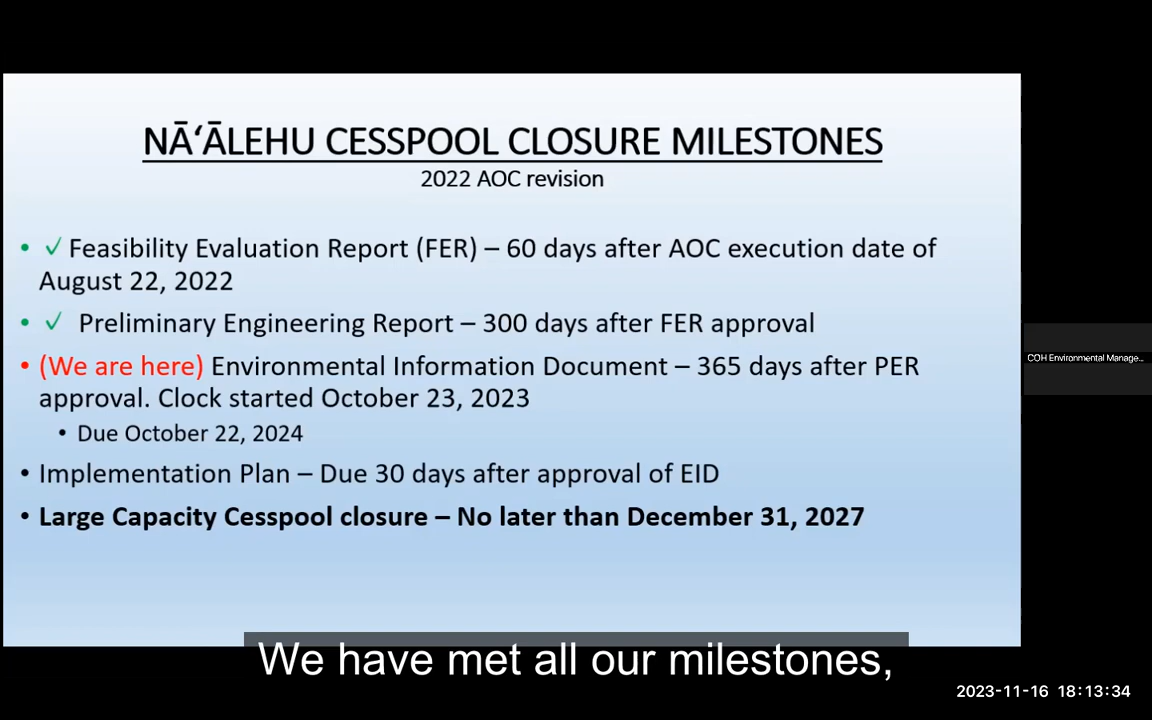 NĀʻĀLEHU CESSPOOL CLOSURE MILESTONES
2022 AOC revision
• ✓ Feasibility Evaluation Report (FER) – 60 days after AOC execution date of
August 22, 2022
• ✓ Preliminary Engineering Report – 300 days after FER approval
• (We are here) Environmental Information Document – 365 days after PER
approval. Clock started October 23, 2023
• Due October 22, 2024
• Implementation Plan – Due 30 days after approval of EID
• Large Capacity Cesspool closure – No later than December 31, 2027
COH Environmental Manage...
We have met all our milestones,
2023-11-16 18:13:34